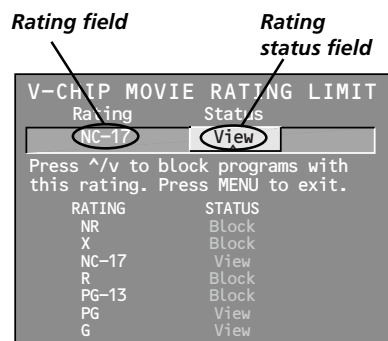 Rating field
Rating
status field
V-CHIP MOVIE RATING LIMIT
Rating Status
NC-17 View
Press ^/v to block programs with
this rating. Press MENU to exit.
RATING STATUS
NR Block
X Block
NC-17 View
R Block
PG-13 Block
PG View
G View